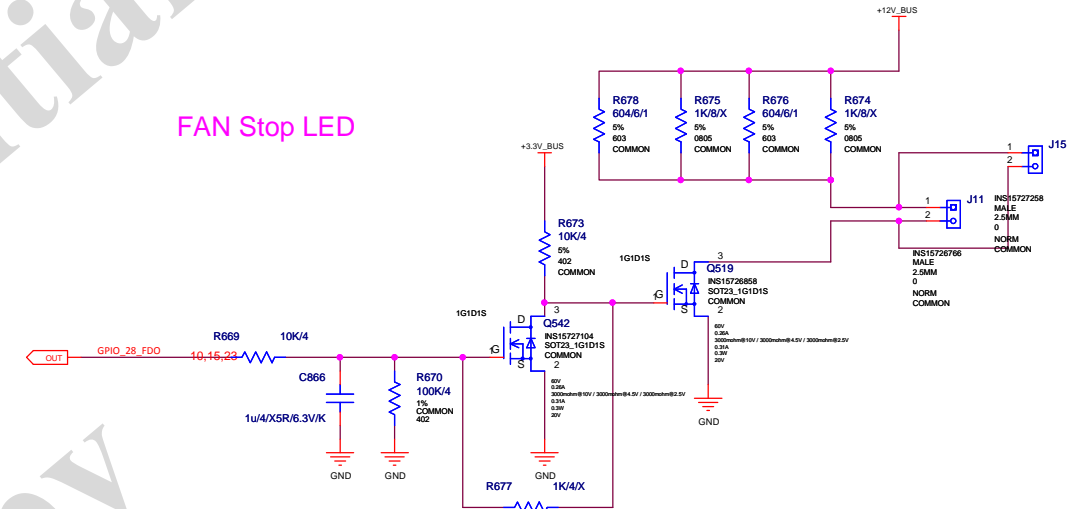 +12V_BUS
FAN Stop LED
R678
604/6/1
5%
603
COMMON
R675
1K/8/X
5%
0805
COMMON
R676
604/6/1
5%
603
COMMON
R674
1K/8/X
5%
0805
COMMON
+3.3V_BUS
1
2
J15
INS15727258
MALE
2.5MM
0
NORM
COMMON
1
2
J11
INS15726766
MALE
2.5MM
0
NORM
COMMON
R673
10K/4
5%
402
COMMON
1G1D1S
D
3
Q519
INS15726858
SOT23_1G1D1S
COMMON
1
G
S
2
60V
0.26A
3000mohm@10V / 3000mohm@4.5V / 3000mohm@2.5V
0.31A
0.3W
20V
GND
1G1D1S
D
3
Q542
INS15727104
SOT23_1G1D1S
COMMON
1
G
S
2
60V
0.26A
3000mohm@10V / 3000mohm@4.5V / 3000mohm@2.5V
0.31A
0.3W
20V
GND
OUT
GPIO_28_FDO
10,15,23
R669
10K/4
C866
1u/4/X5R/6.3V/K
GND
R670
100K/4
1%
COMMON
402
GND
R677
1K/4/X